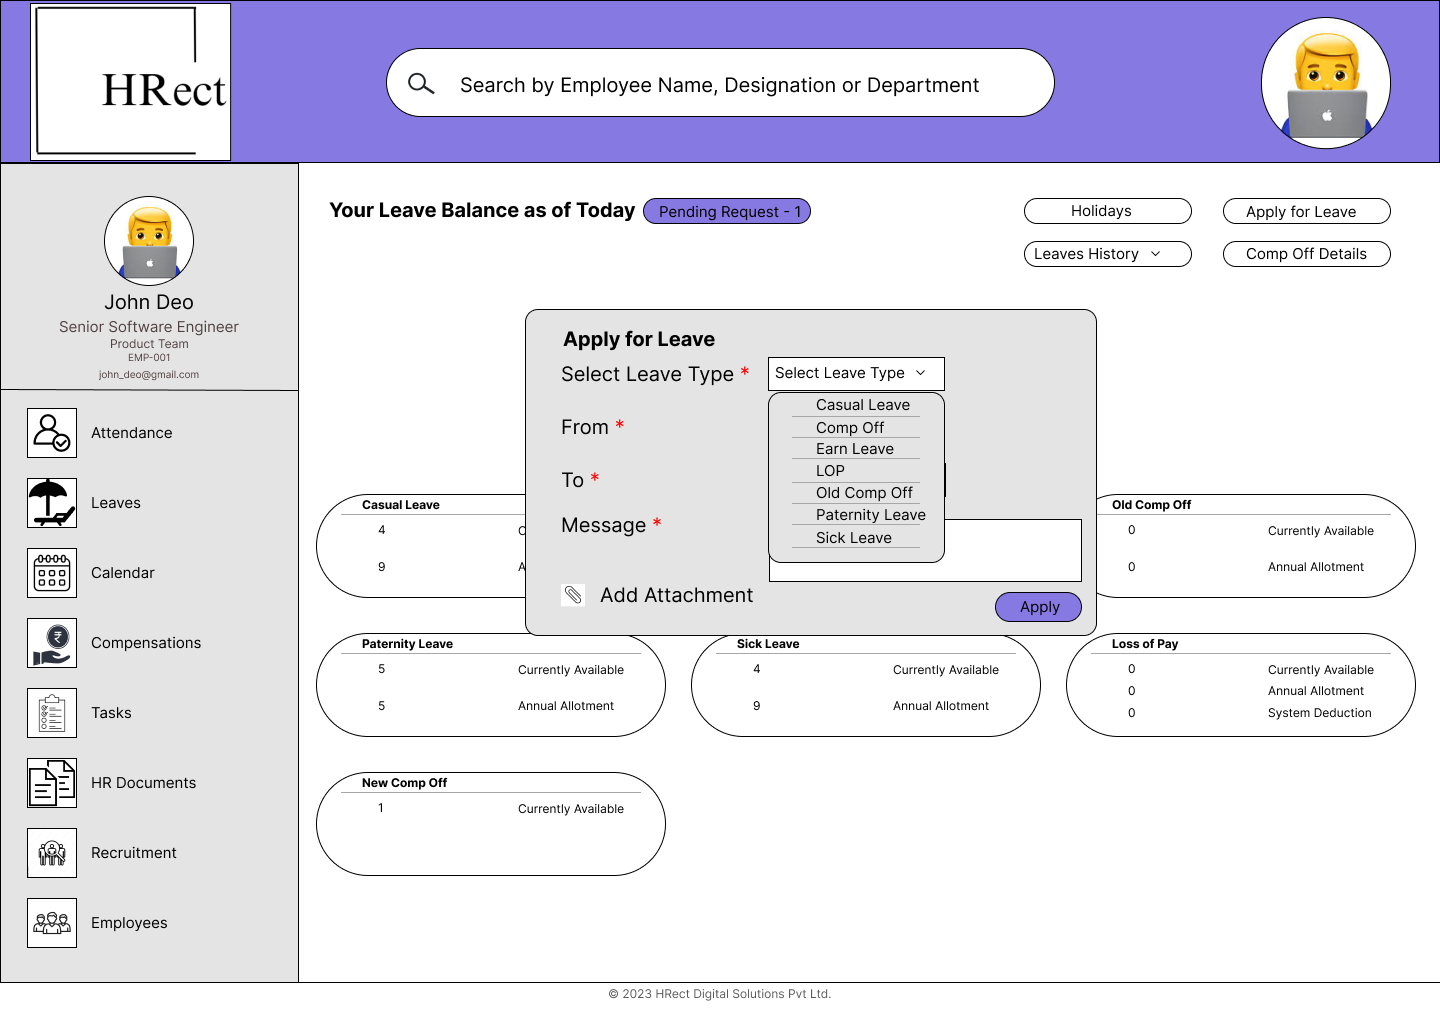 HRect
Search by Employee Name, Designation or Department
John Deo
Senior Software Engineer
Product Team
EMP-001
john_deo@gmail.com
Attendance
Leaves
Calendar
Compensations
Tasks
HR Documents
Recruitment
Employees
Your Leave Balance as of Today
Pending Request - 1
Holidays
Apply for Leave
Leaves History
Comp Off Details
Apply for Leave
Select Leave Type *
Select Leave Type
Casual Leave
Comp Off
Earn Leave
LOP
Old Comp Off
Paternity Leave
Sick Leave
From *
To *
Message *
Add Attachment
Apply
Casual Leave
4 C
9 A
Old Comp Off
0 Currently Available
0 Annual Allotment
Paternity Leave
5 Currently Available
5 Annual Allotment
Sick Leave
4 Currently Available
9 Annual Allotment
Loss of Pay
0 Currently Available
0 Annual Allotment
0 System Deduction
New Comp Off
1 Currently Available
© 2023 HRect Digital Solutions Pvt Ltd.